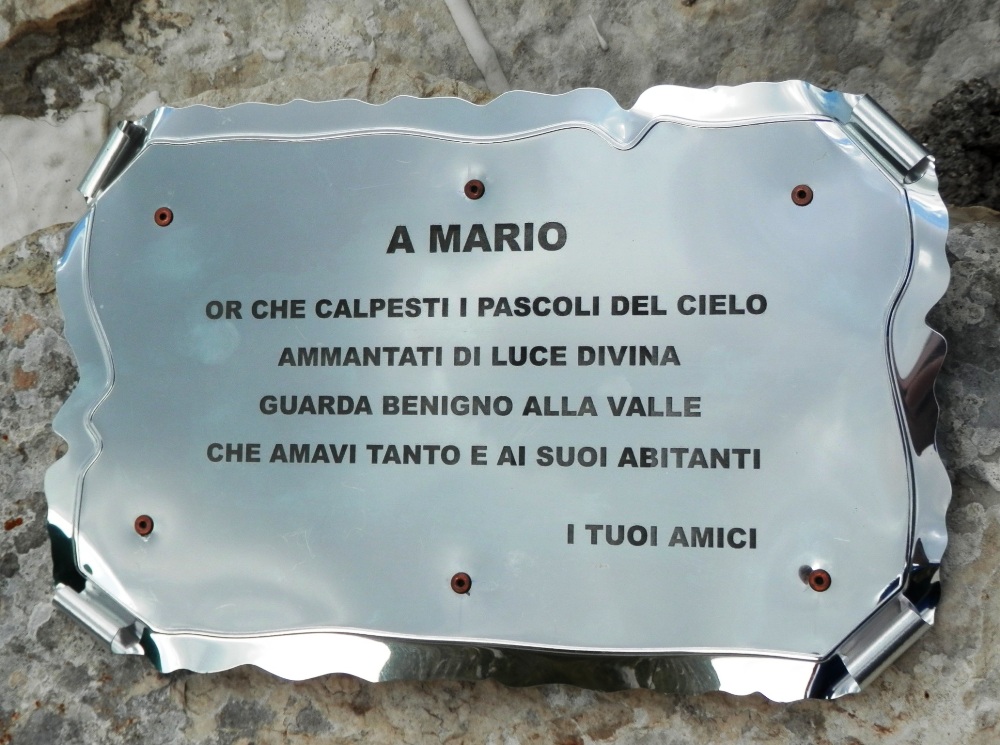 A MARIO
OR CHE CALPESTI I PASCOLI DEL CIELO
AMMANTATI DI LUCE DIVINA
GUARDA BENIGNO ALLA VALLE
CHE AMAVI TANTO E AI SUOI ABITANTI
I TUOI AMICI